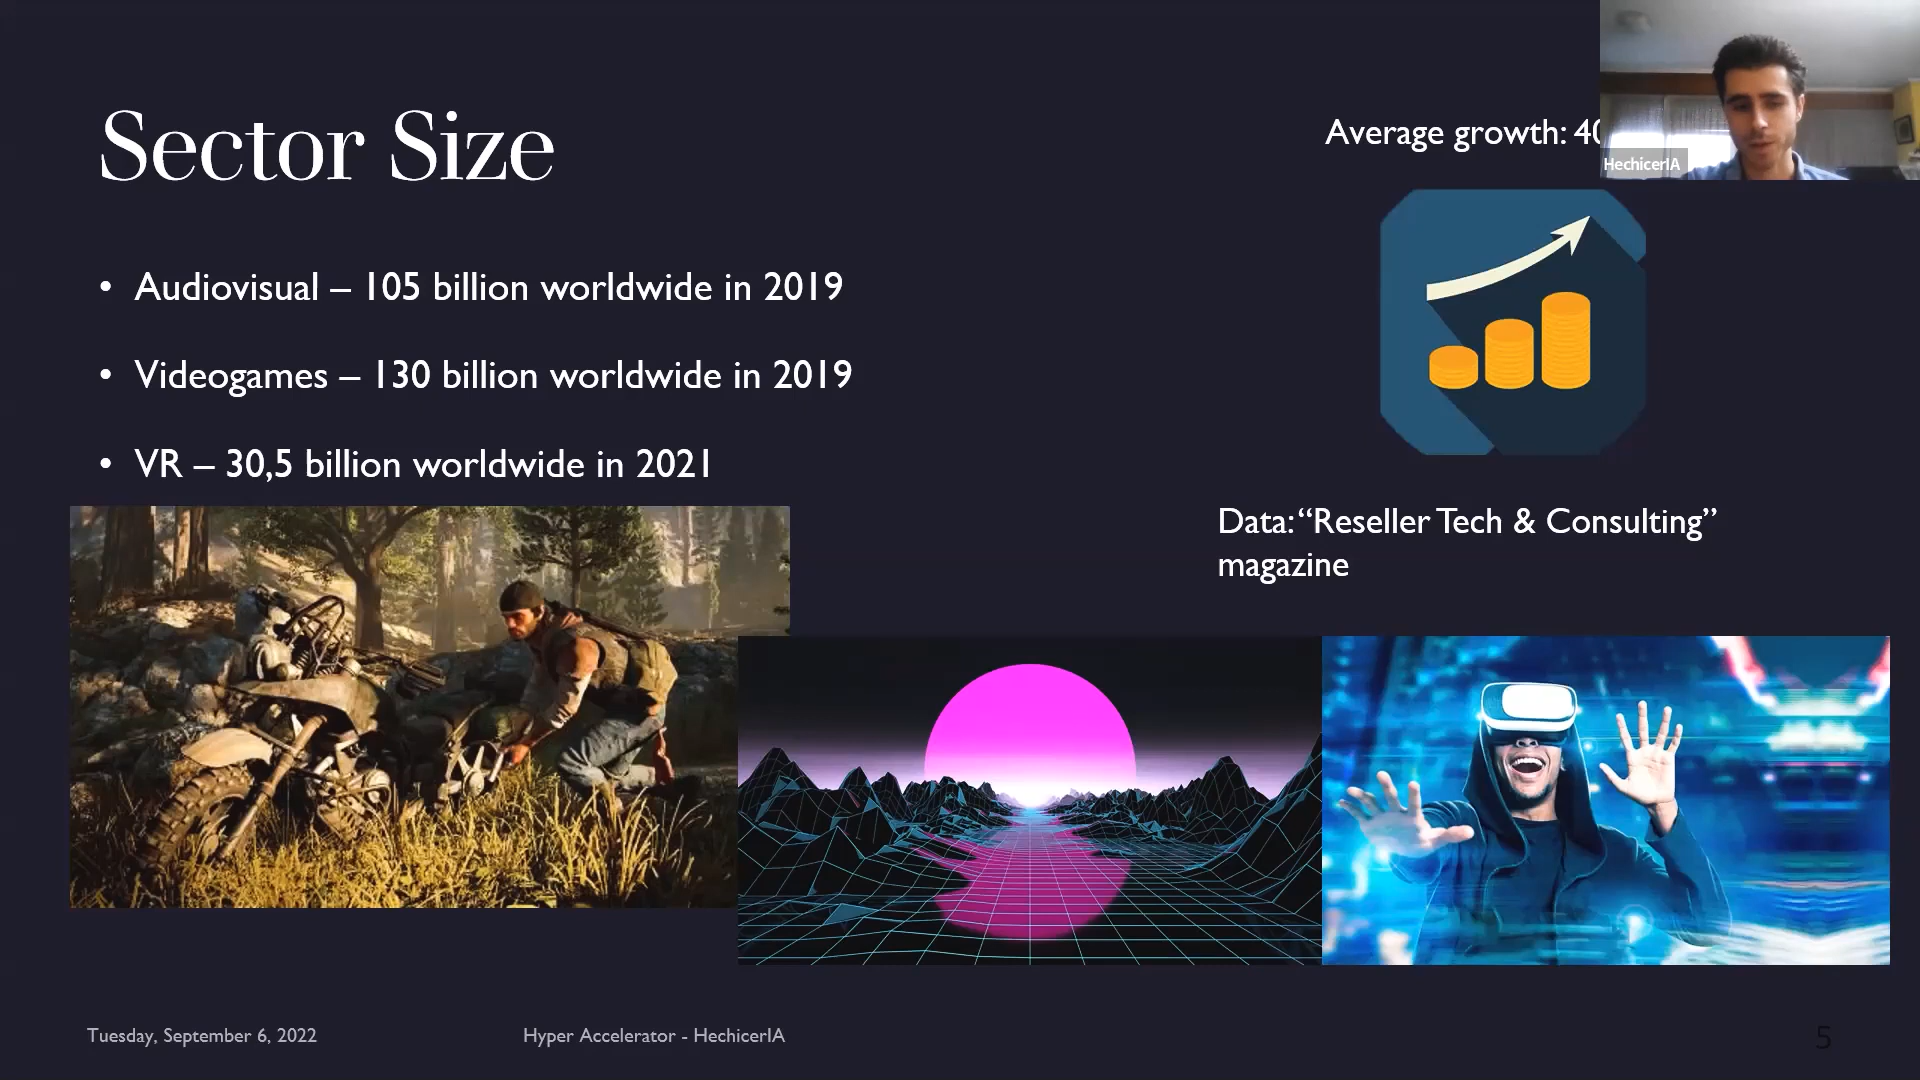 Sector Size
Average growth: 40
HechicerIA
• Audiovisual – 105 billion worldwide in 2019
• Videogames – 130 billion worldwide in 2019
• VR – 30,5 billion worldwide in 2021
Data: “Reseller Tech & Consulting”
magazine
Tuesday, September 6, 2022
Hyper Accelerator - HechicerIA
5